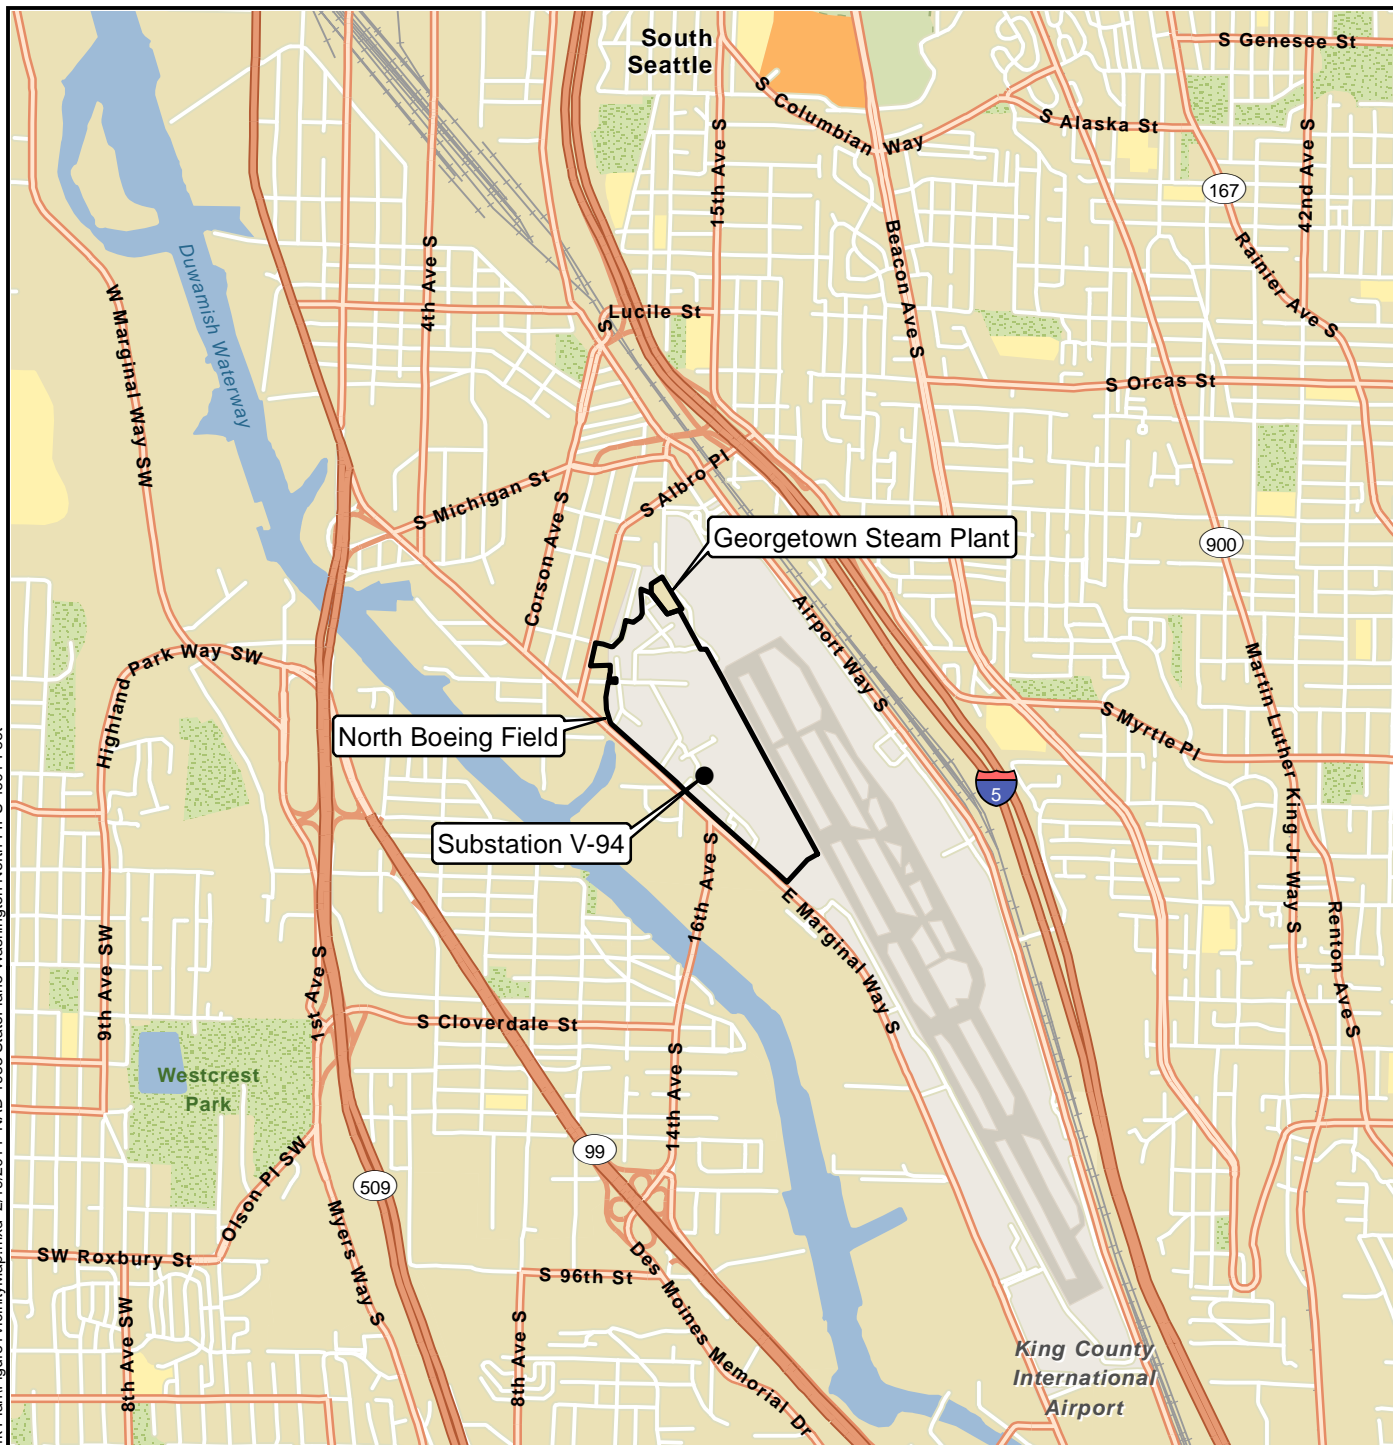 South
Seattle
S Genesee St
S Columbian Way
S Alaska St
15th Ave S
42nd Ave S
167
Rainier Ave S
Beacon Ave S
4th Ave S
Duwamish Waterway
W Marginal Way SW
S Lucile St
S Orcas St
S Albro Pl
S Michigan St
Corson Ave S
Georgetown Steam Plant
900
Airport Way S
Highland Park Way SW
North Boeing Field
Martin Luther King Jr Way S
S Myrtle Pl
5
Substation V-94
16th Ave S
E Marginal Way S
Renton Ave S
9th Ave SW
1st Ave S
S Cloverdale St
Westcrest
Park
14th Ave S
99
Olson Pl SW
509
Myers Way S
SW Roxbury St
S 96th St
Des Moines Memorial Dr
8th Ave SW
8th Ave S
King County
International
Airport